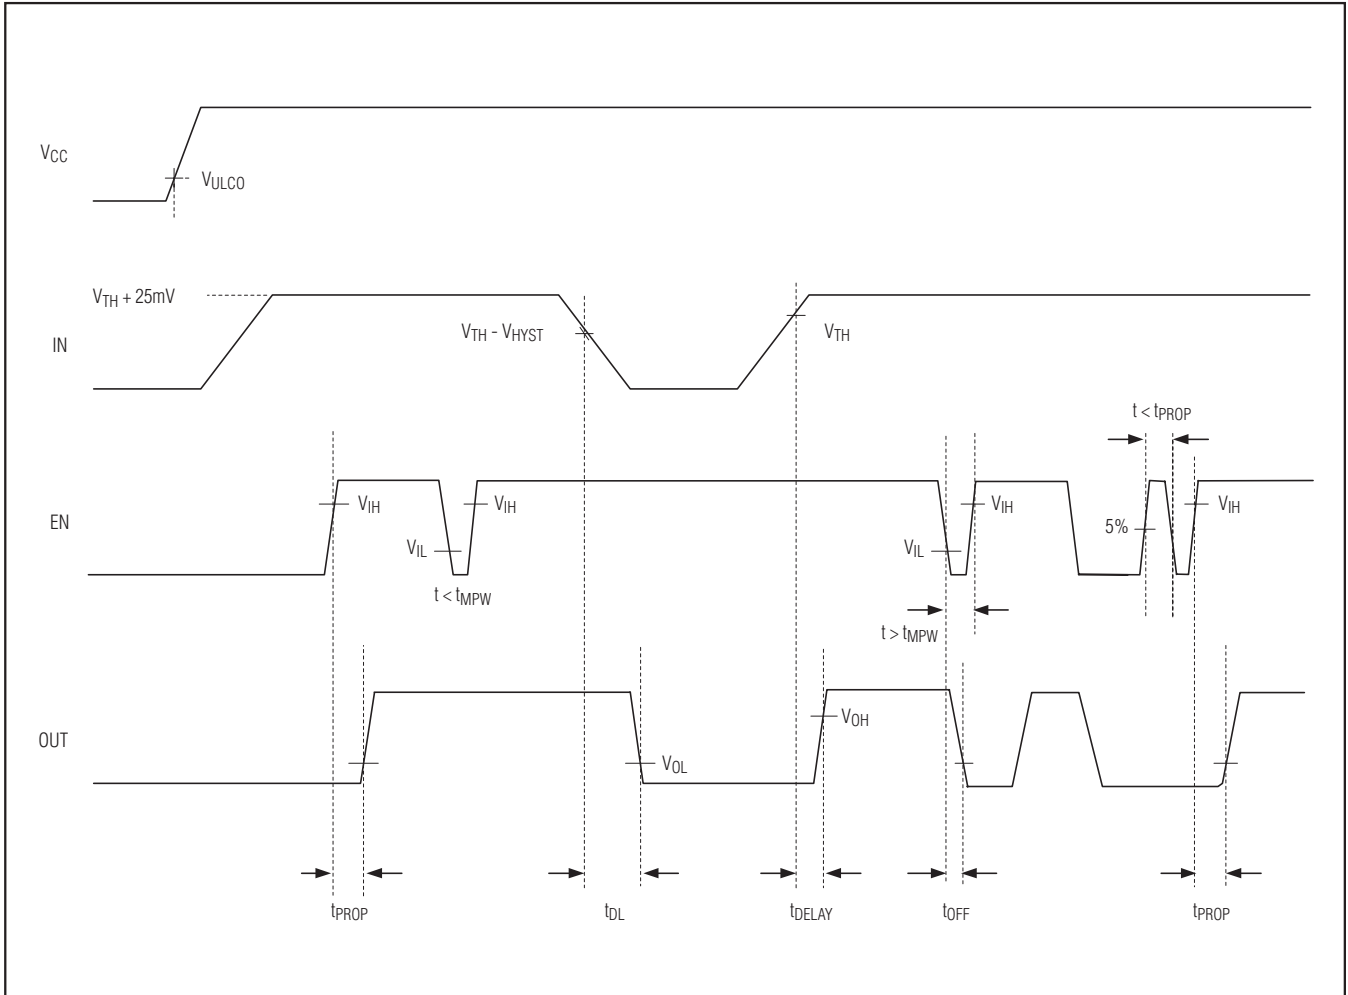 VCC
VULCO
VTH + 25mV
VTH - VHYST
VTH
IN
t < tPROP
EN
VIH
VIH
VIH
5%
VIH
VIL
VIL
t < tMPW
t > tMPW
OUT
VOH
VOL
tPROP
tDL
tDELAY
tOFF
tPROP